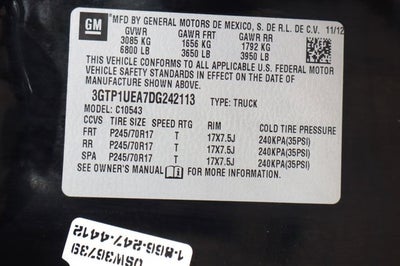 GM
MFD BY GENERAL MOTORS DE MEXICO, S. DE R.L. DE C.V. 11/12
GVWR GAWR FRT GAWR RR
3085 KG 1656 KG 1792 KG
6800 LB 3650 LB 3950 LB
THIS VEHICLE CONFORMS TO ALL APPLICABLE U.S. FEDERAL MOTOR
VEHICLE SAFETY STANDARDS IN EFFECT ON THE DATE OF
MANUFACTURE SHOWN ABOVE.
3GTP1UEA7DG242113 TYPE: TRUCK
MODEL: C10543
CCVS TIRE SIZE SPEED RTG RIM COLD TIRE PRESSURE
FRT P245/70R17 T 17X7.5J 240KPA(35PSI)
RR P245/70R17 T 17X7.5J 240KPA(35PSI)
SPA P245/70R17 T 17X7.5J 240KPA(35PSI)
SEE OWNER'S MANUAL FOR MORE INFORMATION.
1-866-247-4412